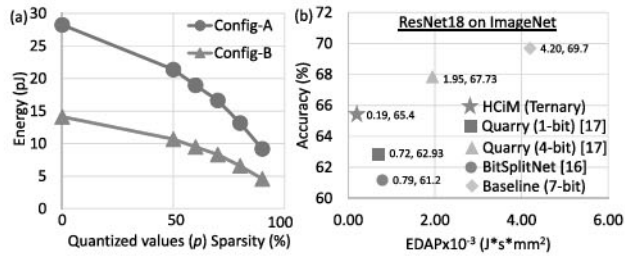 (a)
30
25
20
15
10
5
0
Energy (pJ)
Config-A
Config-B
0
50
100
Quantized values (p) Sparsity (%)
(b)
ResNet18 on ImageNet
72
70
68
66
64
62
60
Accuracy (%)
4.20, 69.7
1.95, 67.73
0.19, 65.4
0.72, 62.93
0.79, 61.2
HCiM (Ternary)
Quarry (1-bit) [17]
Quarry (4-bit) [17]
BitSplitNet [16]
Baseline (7-bit)
0.00
2.00
4.00
6.00
EDAPx10⁻³ (J*s*mm²)